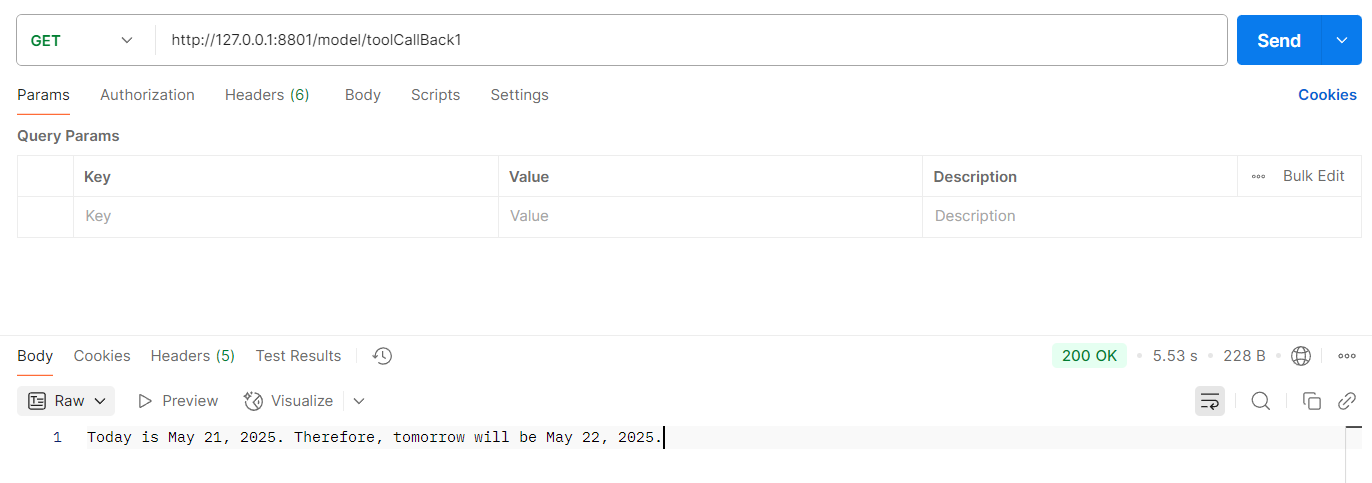 GET http://127.0.0.1:8801/model/toolCallBack1 Send
Params Authorization Headers (6) Body Scripts Settings Cookies
Query Params
Key Value Description Bulk Edit
Key Value Description
Body Cookies Headers (5) Test Results 200 OK 5.53 s 228 B
Raw Preview Visualize
1 Today is May 21, 2025. Therefore, tomorrow will be May 22, 2025.